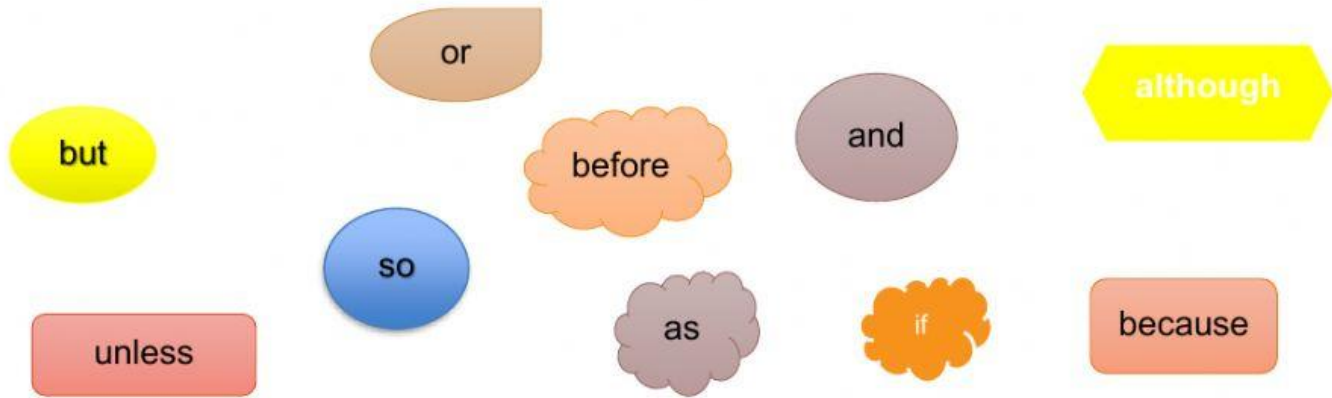 or
although
but
before
and
so
unless
as
if
because